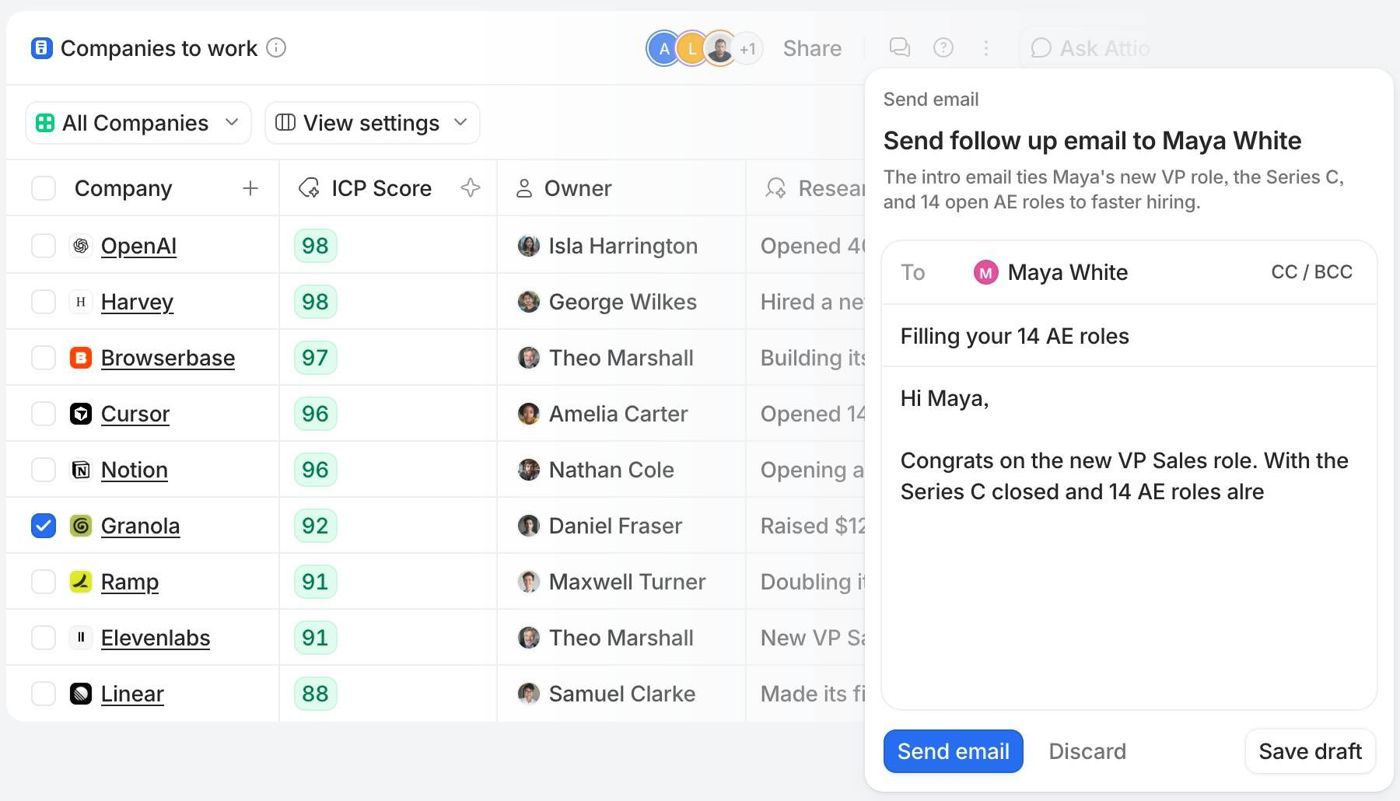 Companies to work
A L +1 Share
Ask Attio
All Companies
View settings
Company
ICP Score
Owner
OpenAI 98 Isla Harrington Opened
H Harvey 98 George Wilkes Hired a
B Browserbase 97 Theo Marshall Building
Cursor 96 Amelia Carter Opened 14
Notion 96 Nathan Cole Opening a
Granola 92 Daniel Fraser Raised
Ramp 91 Maxwell Turner Doubling
Elevenlabs 91 Theo Marshall New VP
Linear 88 Samuel Clarke Made its
Send email
Send follow up email to Maya White
The intro email ties Maya's new VP role, the Series C,
and 14 open AE roles to faster hiring.
To M Maya White CC / BCC
Filling your 14 AE roles
Hi Maya,
Congrats on the new VP Sales role. With the
Series C closed and 14 AE roles alre
Send email
Discard
Save draft